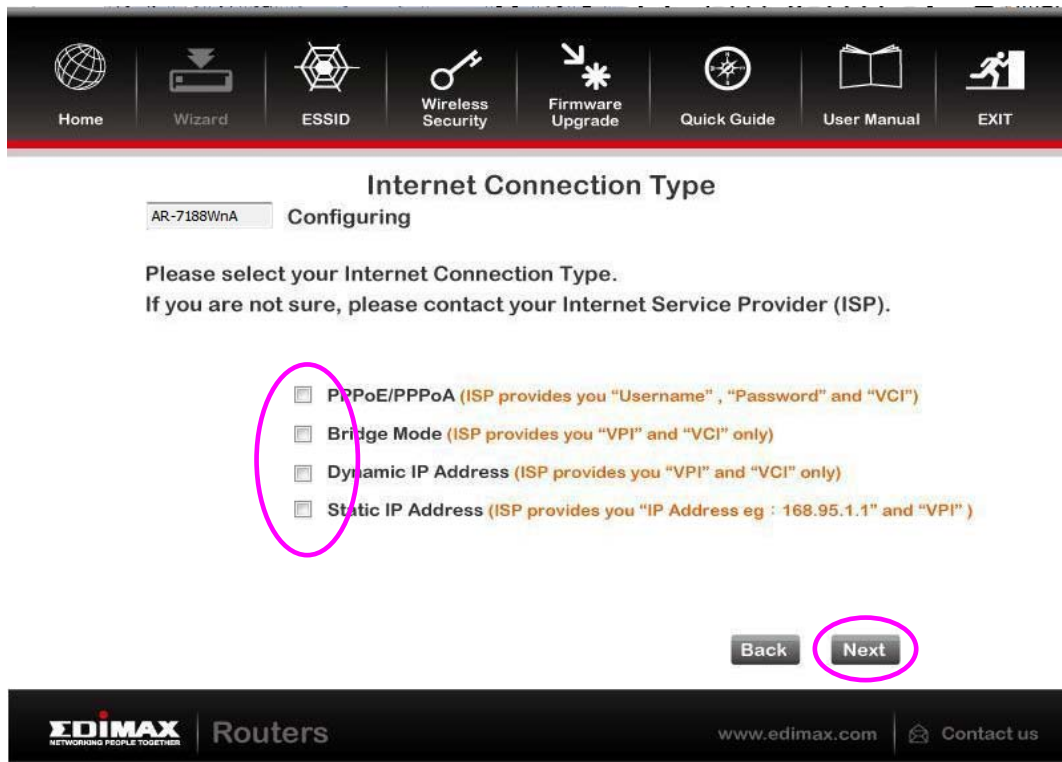 Home
Wizard
ESSID
Wireless
Security
Firmware
Upgrade
Quick Guide
User Manual
EXIT
Internet Connection Type
AR-7188WnA Configuring
Please select your Internet Connection Type.
If you are not sure, please contact your Internet Service Provider (ISP).
PPPoE/PPPoA (ISP provides you “Username” , “Password” and “VCI”)
Bridge Mode (ISP provides you “VPI” and “VCI” only)
Dynamic IP Address (ISP provides you “VPI” and “VCI” only)
Static IP Address (ISP provides you “IP Address eg : 168.95.1.1” and “VPI” )
Back Next
EDIMAX Routers www.edimax.com Contact us
NETWORKING PEOPLE TOGETHER